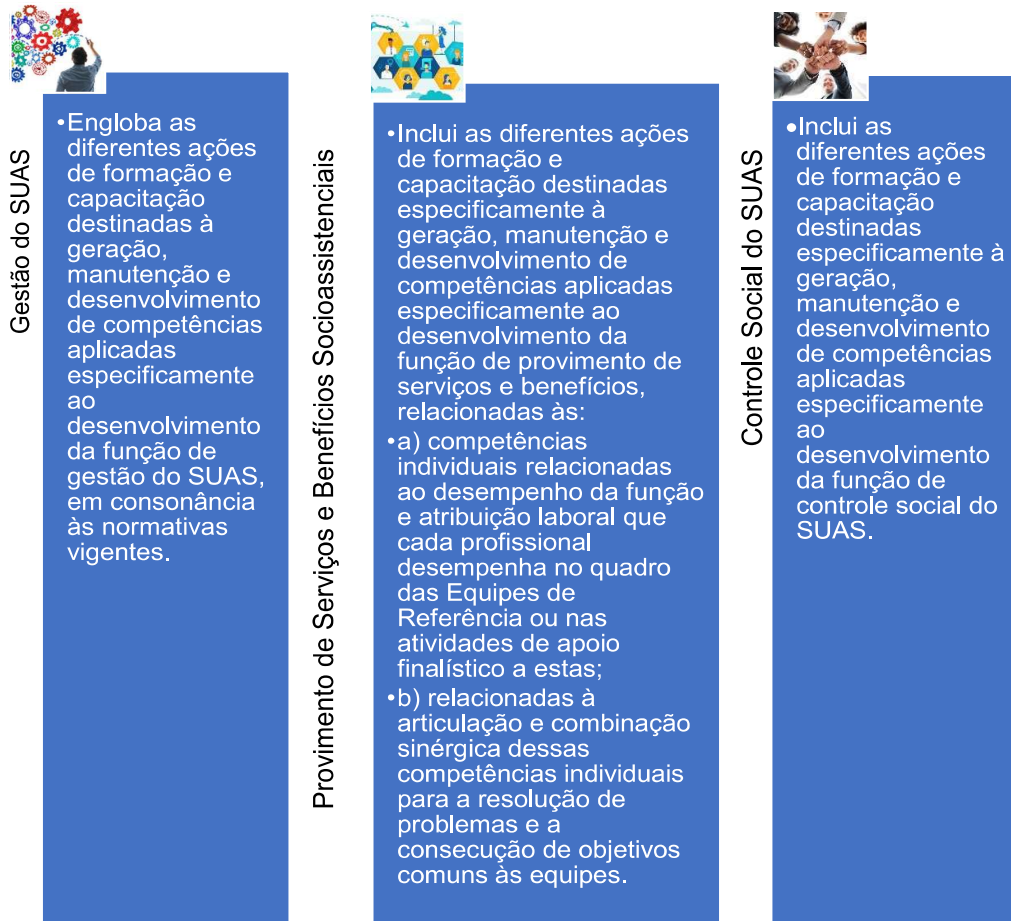 Gestão do SUAS
•Engloba as
diferentes ações
de formação e
capacitação
destinadas à
geração,
manutenção e
desenvolvimento
de competências
aplicadas
especificamente
ao
desenvolvimento
da função de
gestão do SUAS,
em consonância
às normativas
vigentes.
Provimento de Serviços e Benefícios Socioassistenciais
•Inclui as diferentes ações
de formação e
capacitação destinadas
especificamente à
geração, manutenção e
desenvolvimento de
competências aplicadas
especificamente ao
desenvolvimento da
função de provimento de
serviços e benefícios,
relacionadas às:
•a) competências
individuais relacionadas
ao desempenho da função
e atribuição laboral que
cada profissional
desempenha no quadro
das Equipes de
Referência ou nas
atividades de apoio
finalístico a estas;
•b) relacionadas à
articulação e combinação
sinérgica dessas
competências individuais
para a resolução de
problemas e a
consecução de objetivos
comuns às equipes.
Controle Social do SUAS
•Inclui as
diferentes ações
de formação e
capacitação
destinadas
especificamente à
geração,
manutenção e
desenvolvimento
de competências
aplicadas
especificamente
ao
desenvolvimento
da função de
controle social do
SUAS.